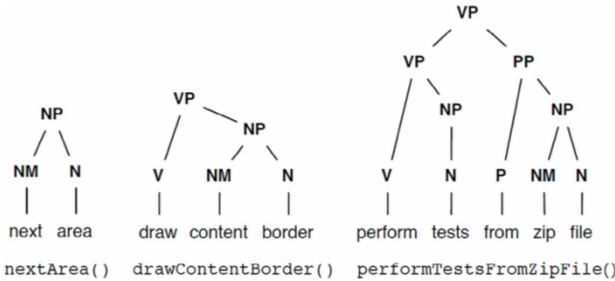 VP
VP PP
VP NP
NP NP NP
NM N V NM N V N P NM N
next area draw content border perform tests from zip file
nextArea() drawContentBorder() performTestsFromZipFile()